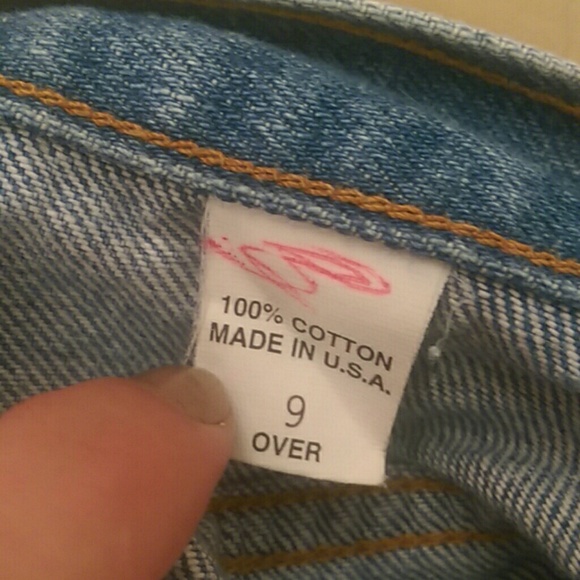 100% COTTON
MADE IN U.S.A.
9
OVER